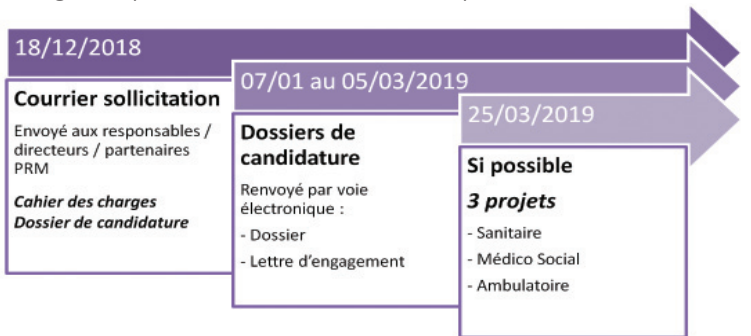 18/12/2018
Courrier sollicitation
Envoyé aux responsables /
directeurs / partenaires
PRM
Cahier des charges
Dossier de candidature
07/01 au 05/03/2019
Dossiers de
candidature
Renvoyé par voie
électronique :
- Dossier
- Lettre d'engagement
25/03/2019
Si possible
3 projets
- Sanitaire
- Médico Social
- Ambulatoire